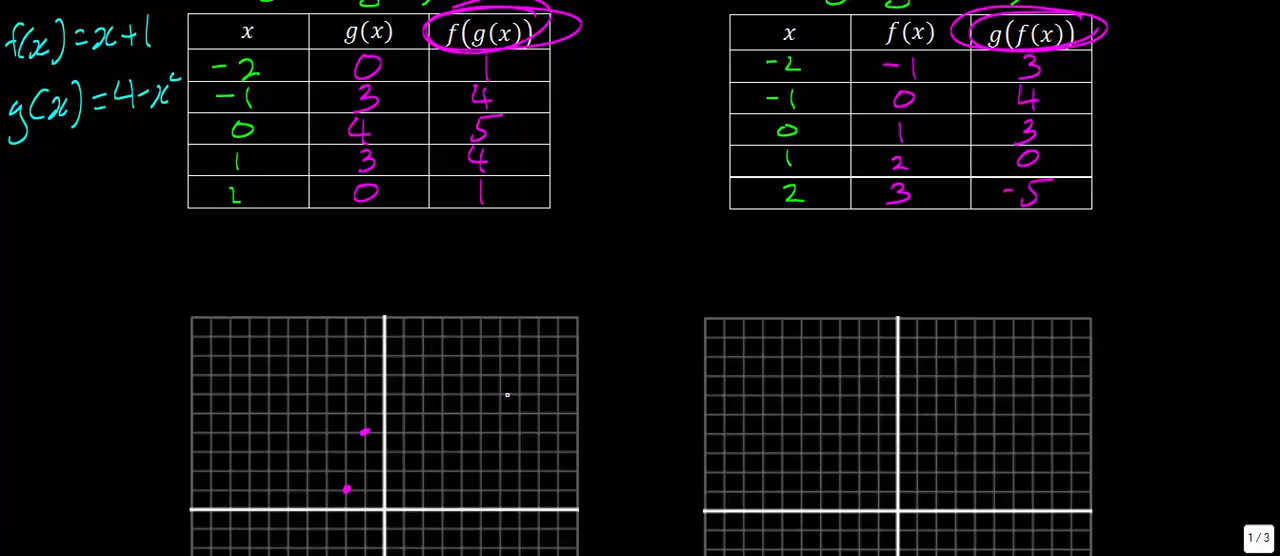 f(x)=x+1
g(x)=4-x²
x g(x) f(g(x))
-2 0 1
-1 3 4
0 4 5
1 3 4
2 0 1
x f(x) g(f(x))
-2 -1 3
-1 0 4
0 1 3
1 2 0
2 3 -5
1 / 3